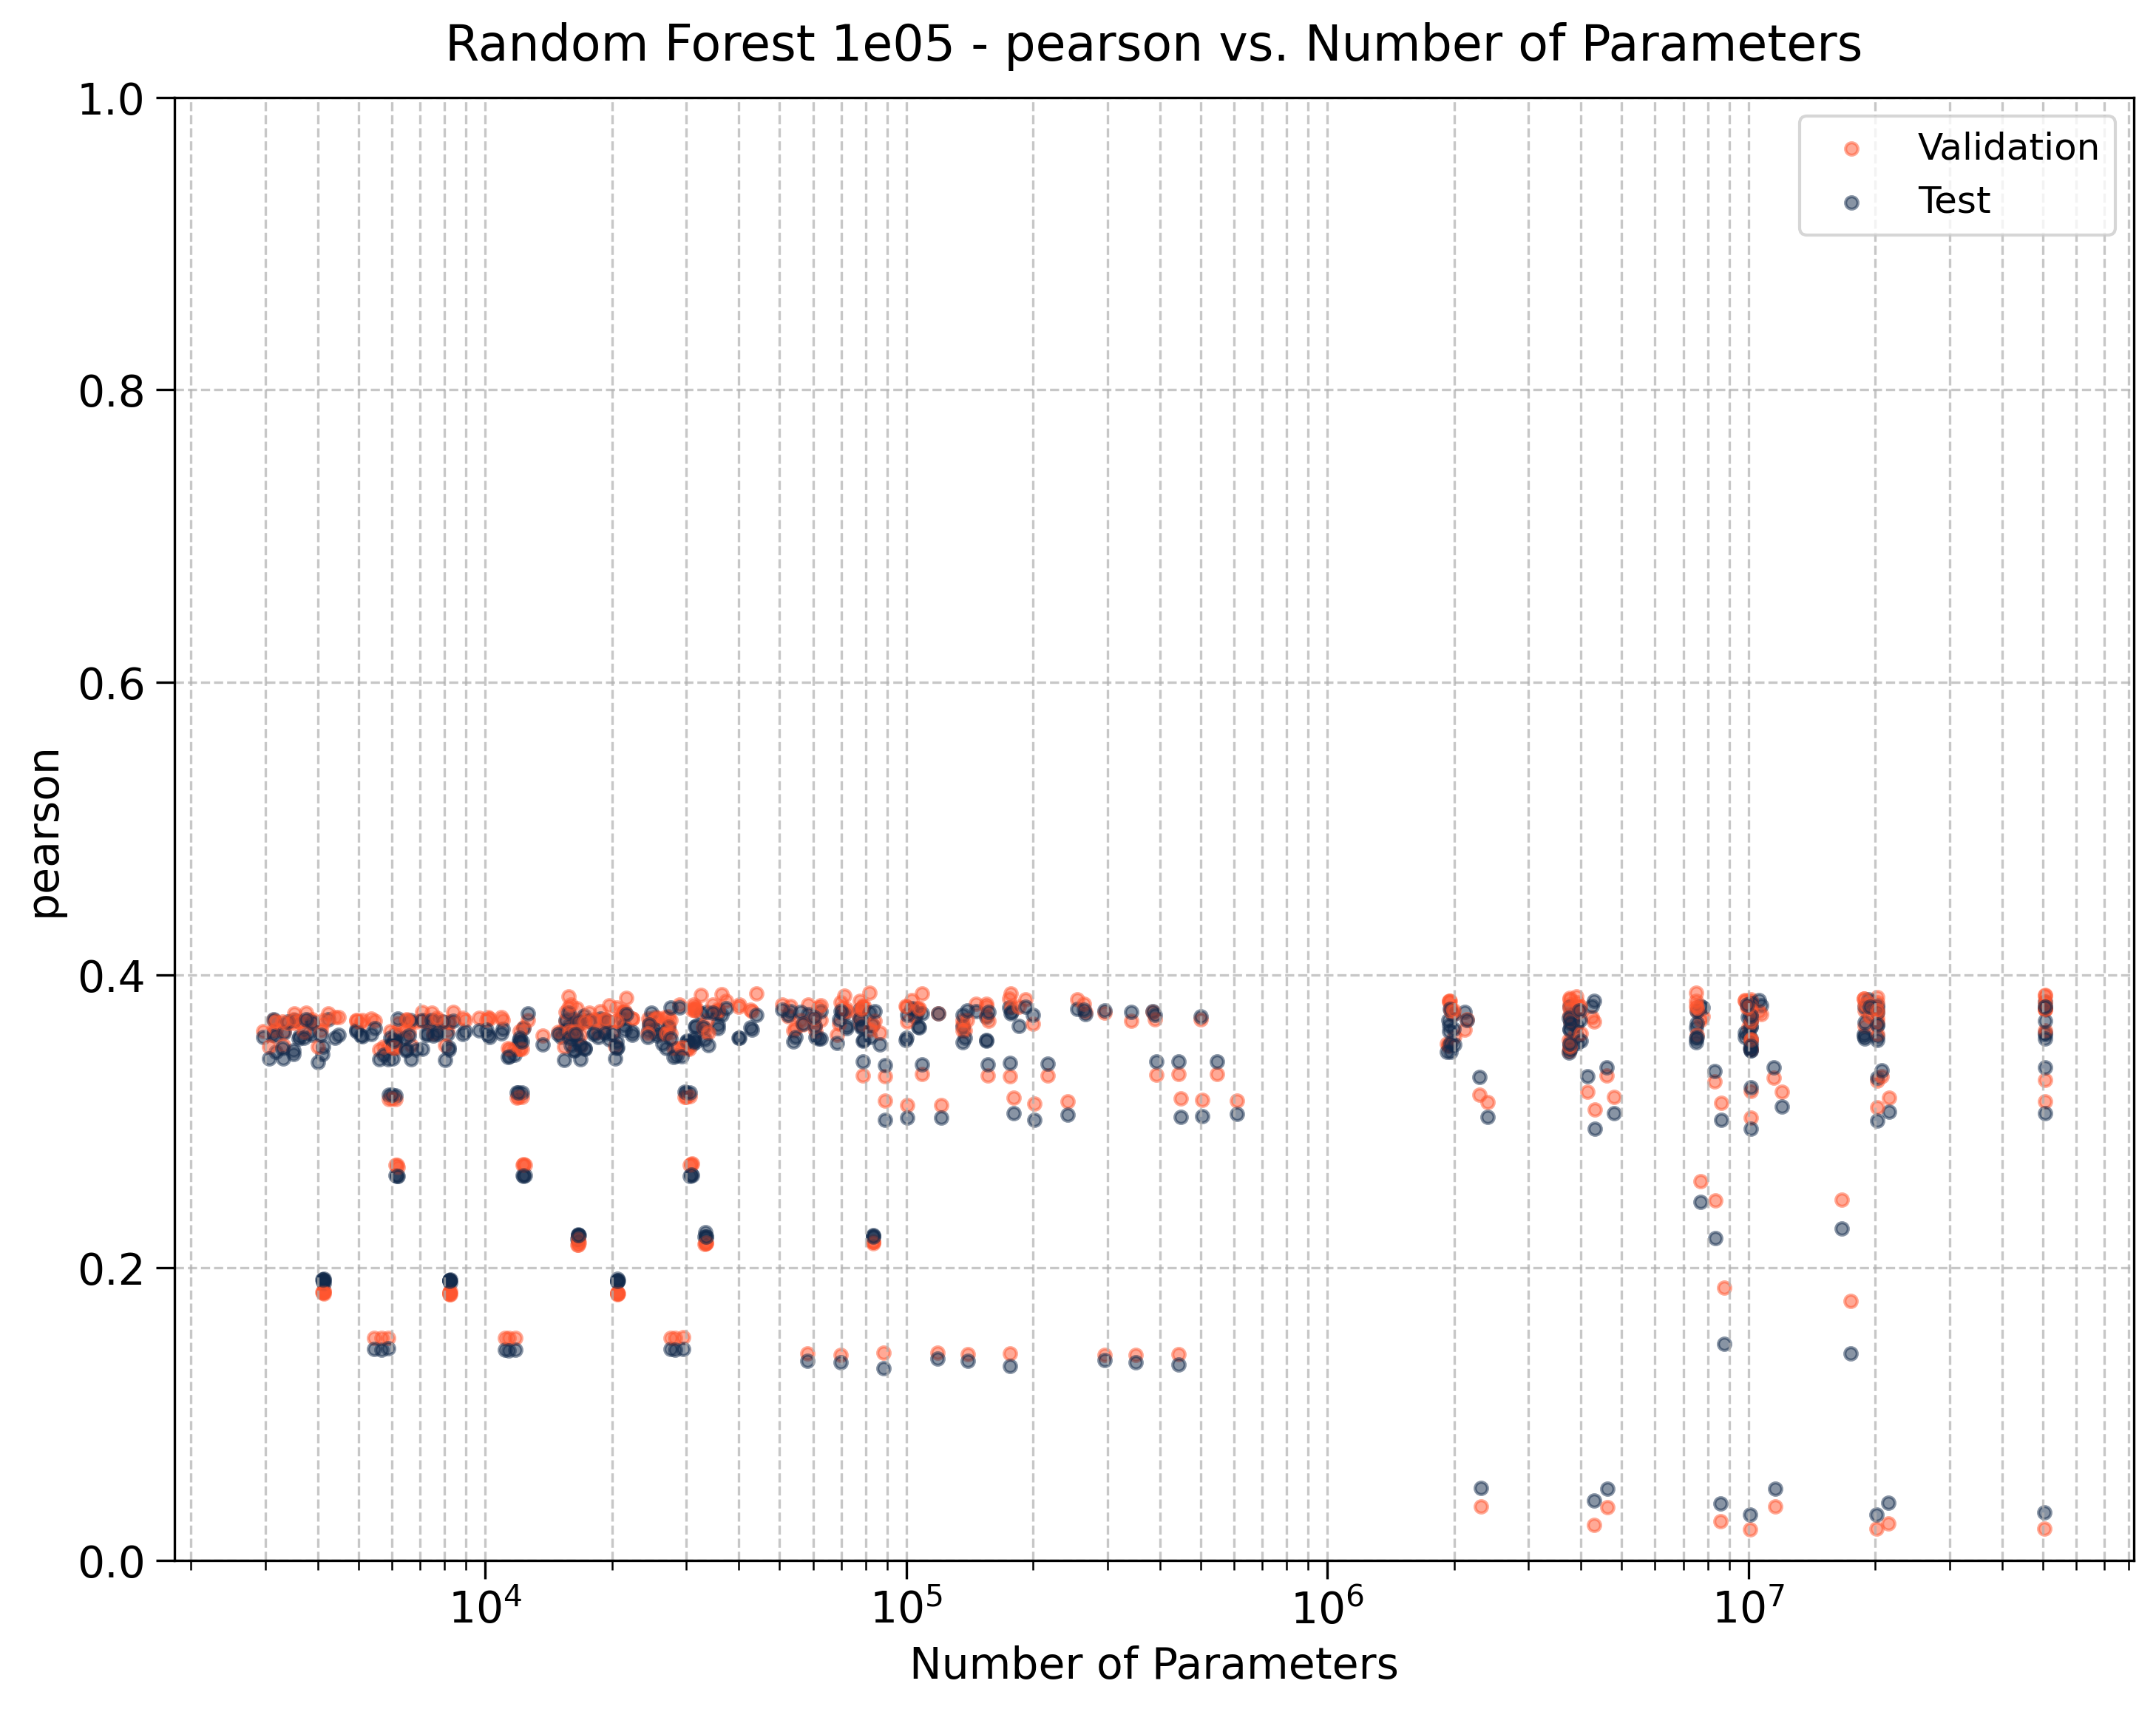 Random Forest 1e05 - pearson vs. Number of Parameters
1.0
0.8
0.6
0.4
0.2
0.0
pearson
Validation
Test
10⁴
10⁵
10⁶
10⁷
Number of Parameters